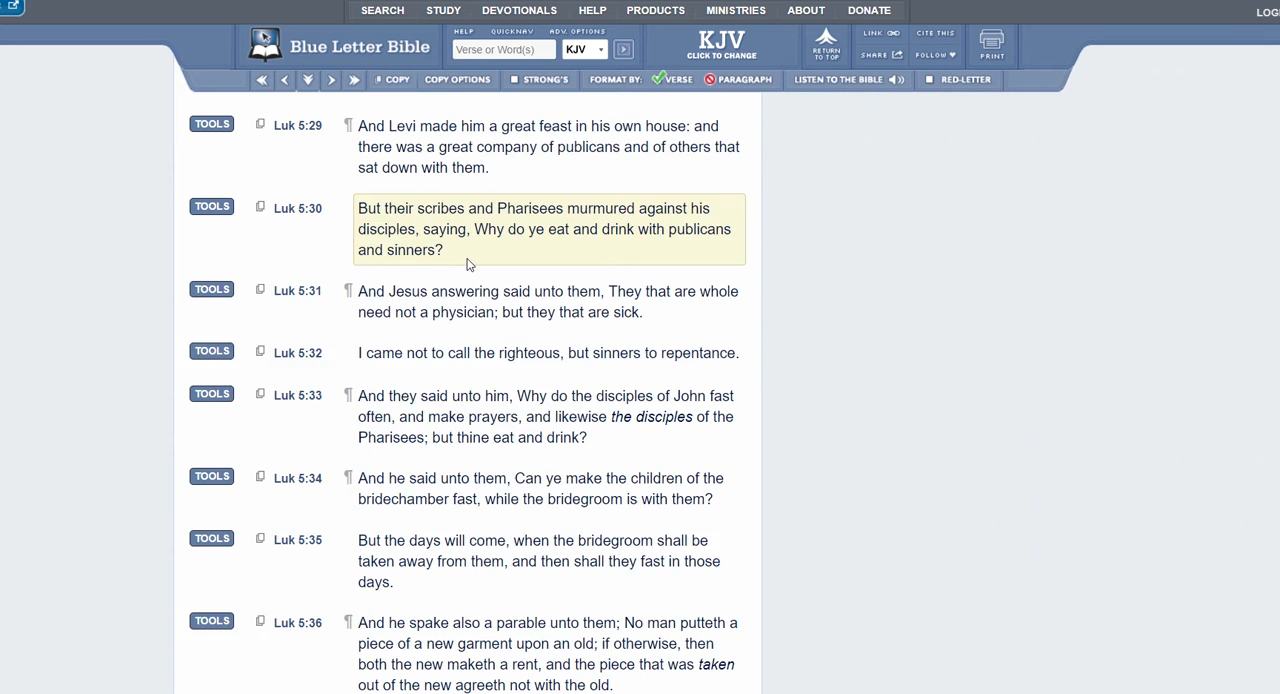 SEARCH STUDY DEVOTIONALS HELP PRODUCTS MINISTRIES ABOUT DONATE
Blue Letter Bible
HELP QUICKNAV ADV. OPTIONS
Verse or Word(s) KJV
KJV
CLICK TO CHANGE
RETURN
TO TOP
LINK CITE THIS
SHARE FOLLOW
PRINT
COPY COPY OPTIONS STRONG'S FORMAT BY: VERSE PARAGRAPH LISTEN TO THE BIBLE RED-LETTER
TOOLS Luk 5:29 ¶ And Levi made him a great feast in his own house: and
there was a great company of publicans and of others that
sat down with them.
TOOLS Luk 5:30 But their scribes and Pharisees murmured against his
disciples, saying, Why do ye eat and drink with publicans
and sinners?
TOOLS Luk 5:31 ¶ And Jesus answering said unto them, They that are whole
need not a physician; but they that are sick.
TOOLS Luk 5:32 I came not to call the righteous, but sinners to repentance.
TOOLS Luk 5:33 ¶ And they said unto him, Why do the disciples of John fast
often, and make prayers, and likewise the disciples of the
Pharisees; but thine eat and drink?
TOOLS Luk 5:34 ¶ And he said unto them, Can ye make the children of the
bridechamber fast, while the bridegroom is with them?
TOOLS Luk 5:35 But the days will come, when the bridegroom shall be
taken away from them, and then shall they fast in those
days.
TOOLS Luk 5:36 ¶ And he spake also a parable unto them; No man putteth a
piece of a new garment upon an old; if otherwise, then
both the new maketh a rent, and the piece that was taken
out of the new agreeth not with the old.